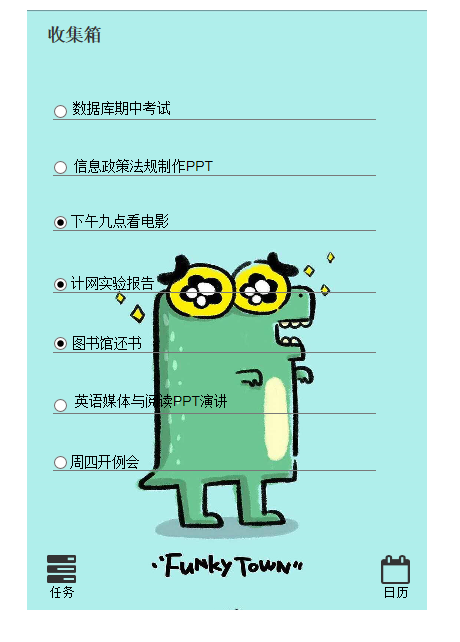 收集箱
数据库期中考试
信息政策法规制作PPT
下午九点看电影
计网实验报告
图书馆还书
英语媒体与阅读PPT演讲
周四开例会
"FUNKY TOWN"
任务
日历